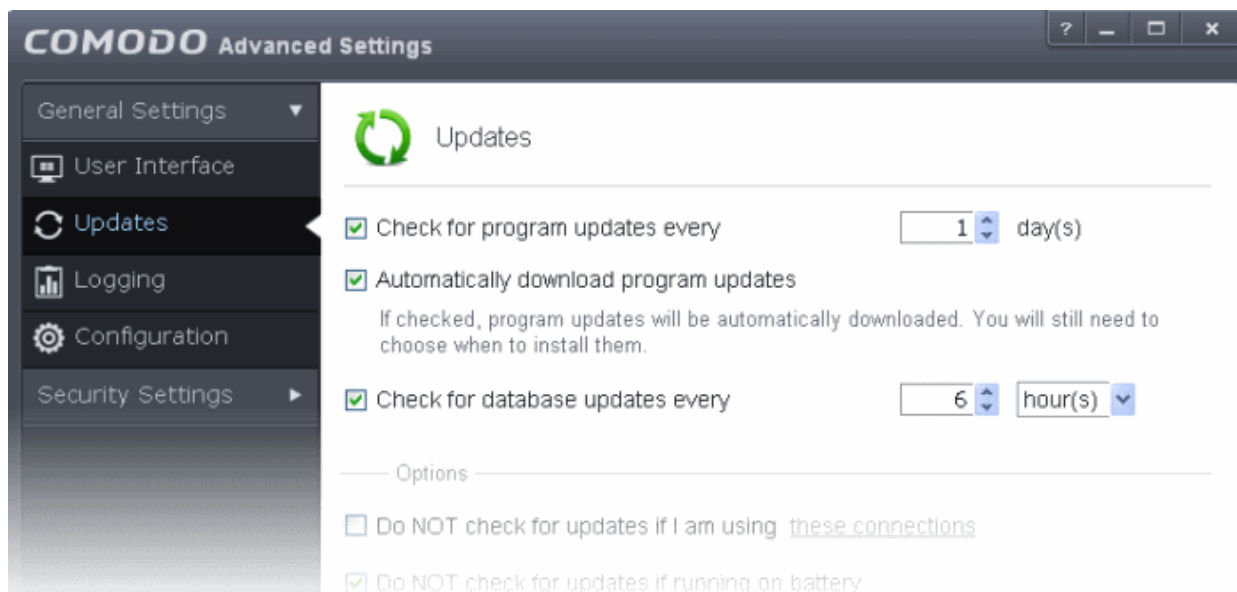 COMODO Advanced Settings
?
General Settings
User Interface
Updates
Logging
Configuration
Security Settings
Updates
Check for program updates every 1 day(s)
Automatically download program updates
If checked, program updates will be automatically downloaded. You will still need to
choose when to install them.
Check for database updates every 6 hour(s)
Options
Do NOT check for updates if I am using these connections
Do NOT check for updates if running on battery